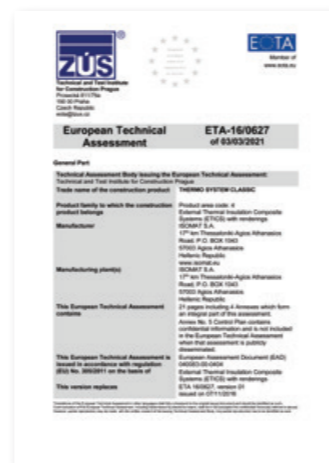 ZÚS
Technical and Test Institute
for Construction Prague
Prosecká 811/76a
190 00 Praha
Czech Republic
eota@tzus.cz
EOTA
Member of
www.eota.eu
European Technical
Assessment
ETA-16/0627
of 03/03/2021
General Part
Technical Assessment Body issuing the European Technical Assessment:
Technical and Test Institute for Construction Prague
Trade name of the construction product THERMO SYSTEM CLASSIC
Product family to which the construction
product belongs
Product area code: 4
External Thermal Insulation Composite
Systems (ETICS) with renderings
Manufacturer
ISOMAT S.A.
17th km Thessaloniki-Agios Athanasios
Road, P.O. BOX 1043
57003 Agios Athanasios
Hellenic Republic
www.isomat.eu
Manufacturing plant(s)
ISOMAT S.A.
17th km Thessaloniki-Agios Athanasios
Road, P.O. BOX 1043
57003 Agios Athanasios
Hellenic Republic
This European Technical Assessment
contains
21 pages including 4 Annexes which form
an integral part of this assessment.
Annex No. 5 Control Plan contains
confidential information and is not included
in the European Technical Assessment
when that assessment is publicly
disseminated.
This European Technical Assessment is
issued in accordance with regulation
(EU) No. 305/2011 on the basis of
European Assessment Document (EAD)
040083-00-0404
External Thermal Insulation Composite
Systems (ETICS) with renderings
This version replaces
ETA 16/0627, version 01
issued on 07/11/2016